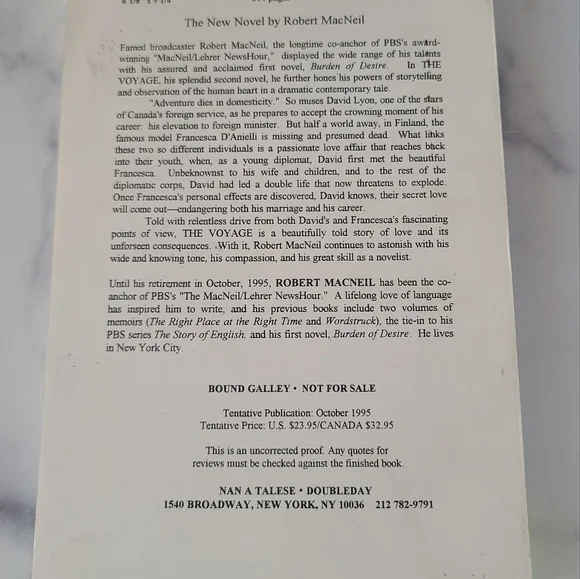 6 1/8 x 9 1/4
The New Novel by Robert MacNeil
Famed broadcaster Robert MacNeil, the longtime co-anchor of PBS's award-
winning "MacNeil/Lehrer NewsHour," displayed the wide range of his talents
with his assured and acclaimed first novel, Burden of Desire. In THE
VOYAGE, his splendid second novel, he further hones his powers of storytelling
and observation of the human heart in a dramatic contemporary tale.
"Adventure dies in domesticity." So muses David Lyon, one of the stars
of Canada's foreign service, as he prepares to accept the crowning moment of his
career: his elevation to foreign minister. But half a world away, in Finland, the
famous model Francesca D'Anielli is missing and presumed dead. What links
these two so different individuals is a passionate love affair that reaches back
into their youth, when, as a young diplomat, David first met the beautiful
Francesca. Unbeknownst to his wife and children, and to the rest of the
diplomatic corps, David had led a double life that now threatens to explode.
Once Francesca's personal effects are discovered, David knows, their secret love
will come out—endangering both his marriage and his career.
Told with relentless drive from both David's and Francesca's fascinating
points of view, THE VOYAGE is a beautifully told story of love and its
unforseen consequences. With it, Robert MacNeil continues to astonish with his
wide and knowing tone, his compassion, and his great skill as a novelist.
Until his retirement in October, 1995, ROBERT MACNEIL has been the co-
anchor of PBS's "The MacNeil/Lehrer NewsHour." A lifelong love of language
has inspired him to write, and his previous books include two volumes of
memoirs (The Right Place at the Right Time and Wordstruck), the tie-in to his
PBS series The Story of English, and his first novel, Burden of Desire. He lives
in New York City.
BOUND GALLEY • NOT FOR SALE
Tentative Publication: October 1995
Tentative Price: U.S. $23.95/CANADA $32.95
This is an uncorrected proof. Any quotes for
reviews must be checked against the finished book.
NAN A TALESE • DOUBLEDAY
1540 BROADWAY, NEW YORK, NY 10036 212 782-9791